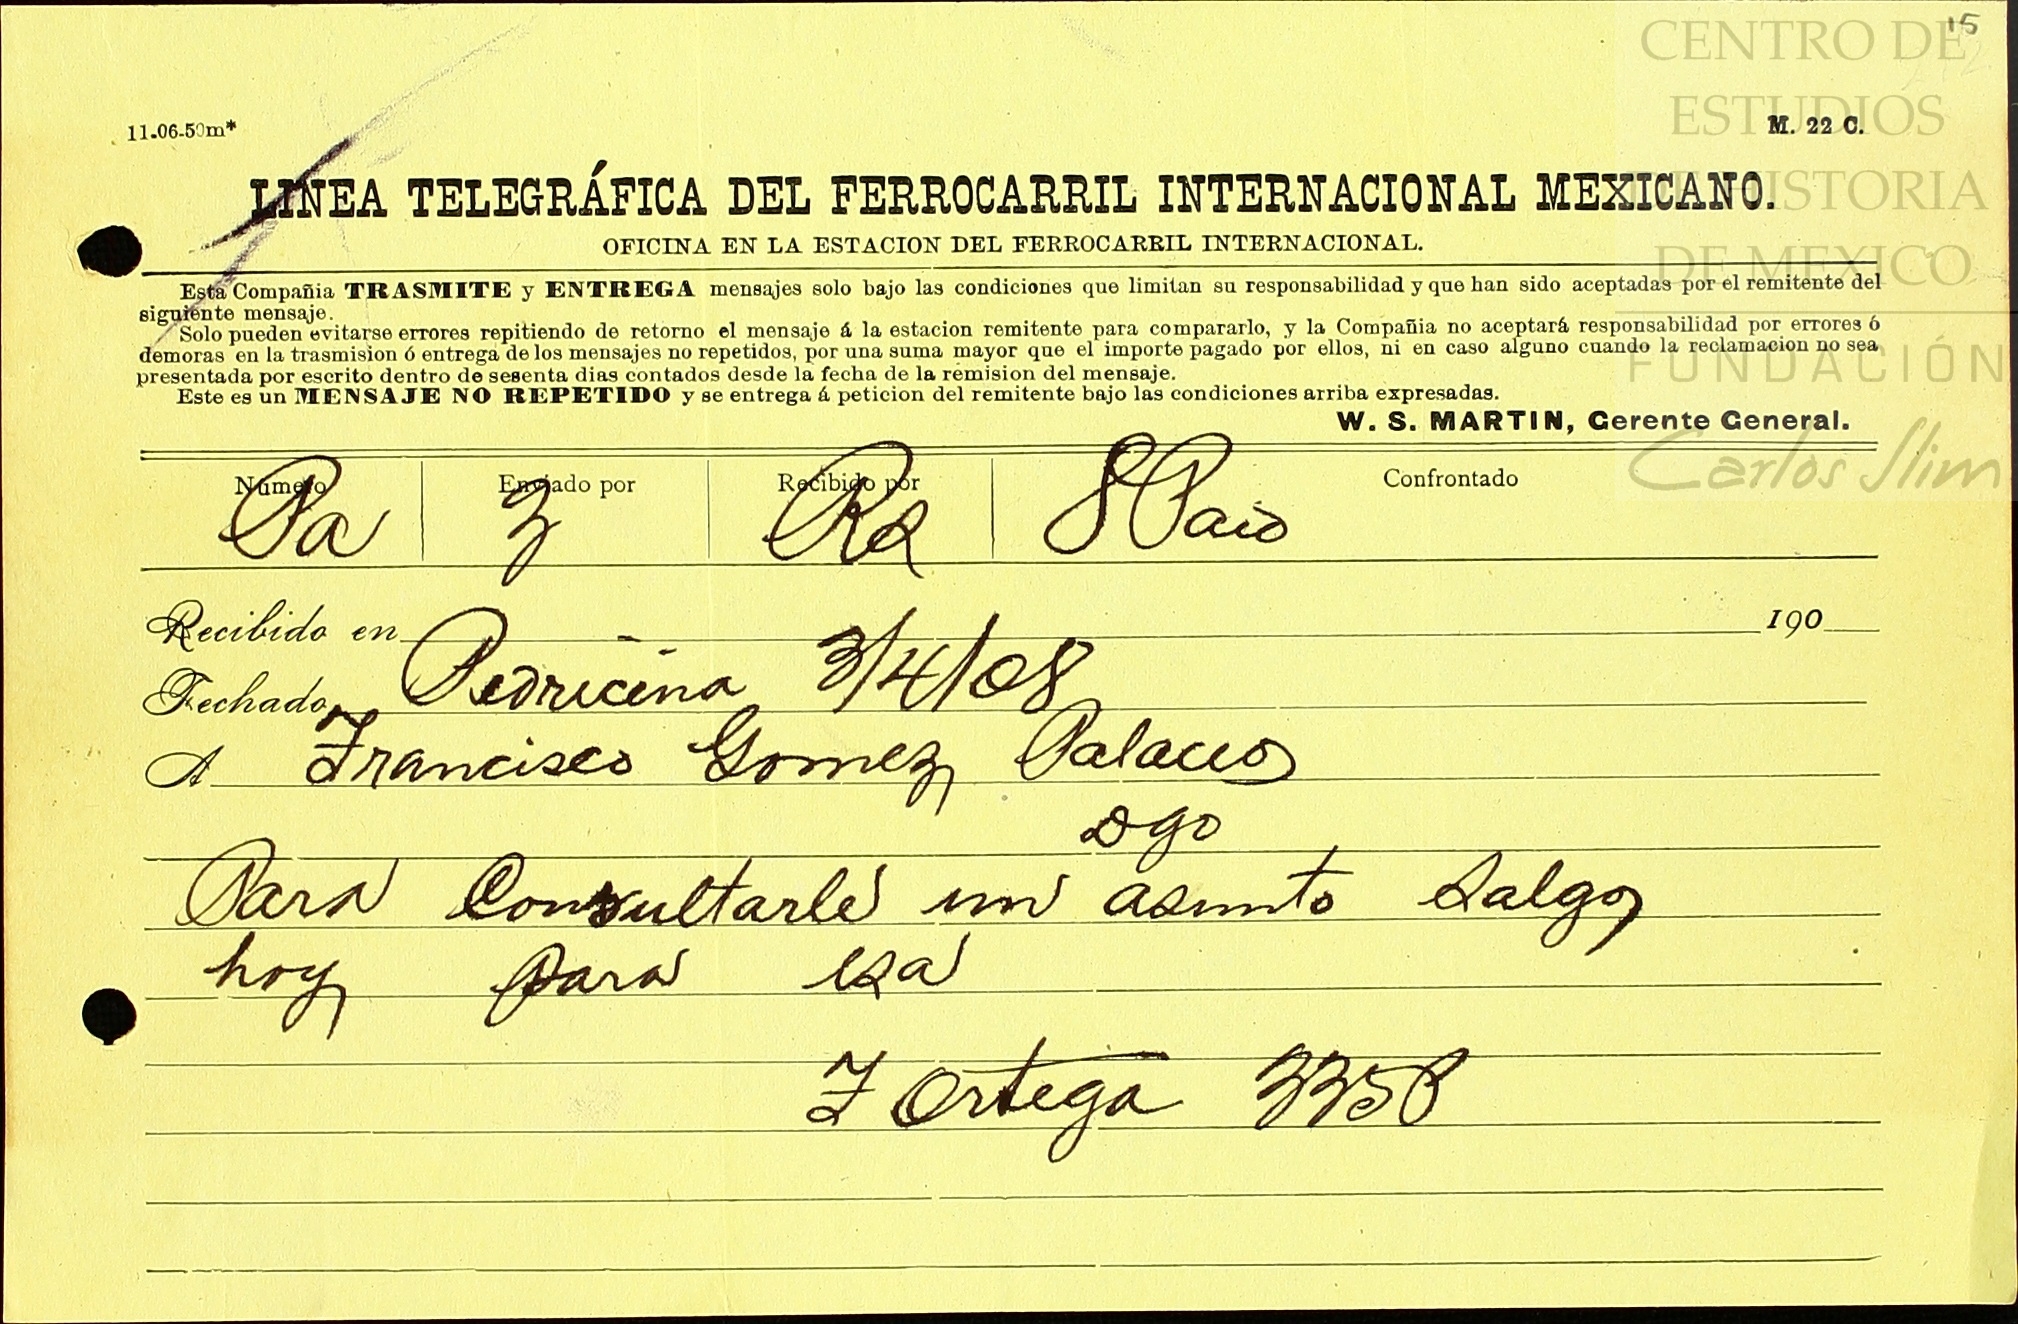 15
CENTRO DE
ESTUDIOS
DE HISTORIA
DE MEXICO
FUNDACIÓN
Carlos Slim
11-06-50m*
M. 22 C.
LINEA TELEGRÁFICA DEL FERROCARRIL INTERNACIONAL MEXICANO.
OFICINA EN LA ESTACION DEL FERROCARRIL INTERNACIONAL.
Esta Compañia TRASMITE y ENTREGA mensajes solo bajo las condiciones que limitan su responsabilidad y que han sido aceptadas por el remitente del
siguiente mensaje.
Solo pueden evitarse errores repitiendo de retorno el mensaje á la estacion remitente para compararlo, y la Compañia no aceptará responsabilidad por errores ó
demoras en la trasmision ó entrega de los mensajes no repetidos, por una suma mayor que el importe pagado por ellos, ni en caso alguno cuando la reclamacion no sea
presentada por escrito dentro de sesenta dias contados desde la fecha de la remision del mensaje.
Este es un MENSAJE NO REPETIDO y se entrega á peticion del remitente bajo las condiciones arriba expresadas.
W. S. MARTIN, Gerente General.
Número Enviado por Recibido por Confrontado
Pa 3 Rd 8 Paid
Recibido en 190
Fechado Pedriceña 3/4/08
A Francisco Gomez Palacio
Dgo
Para Consultarle un asunto salgo
hoy para esa
F Ortega 335P